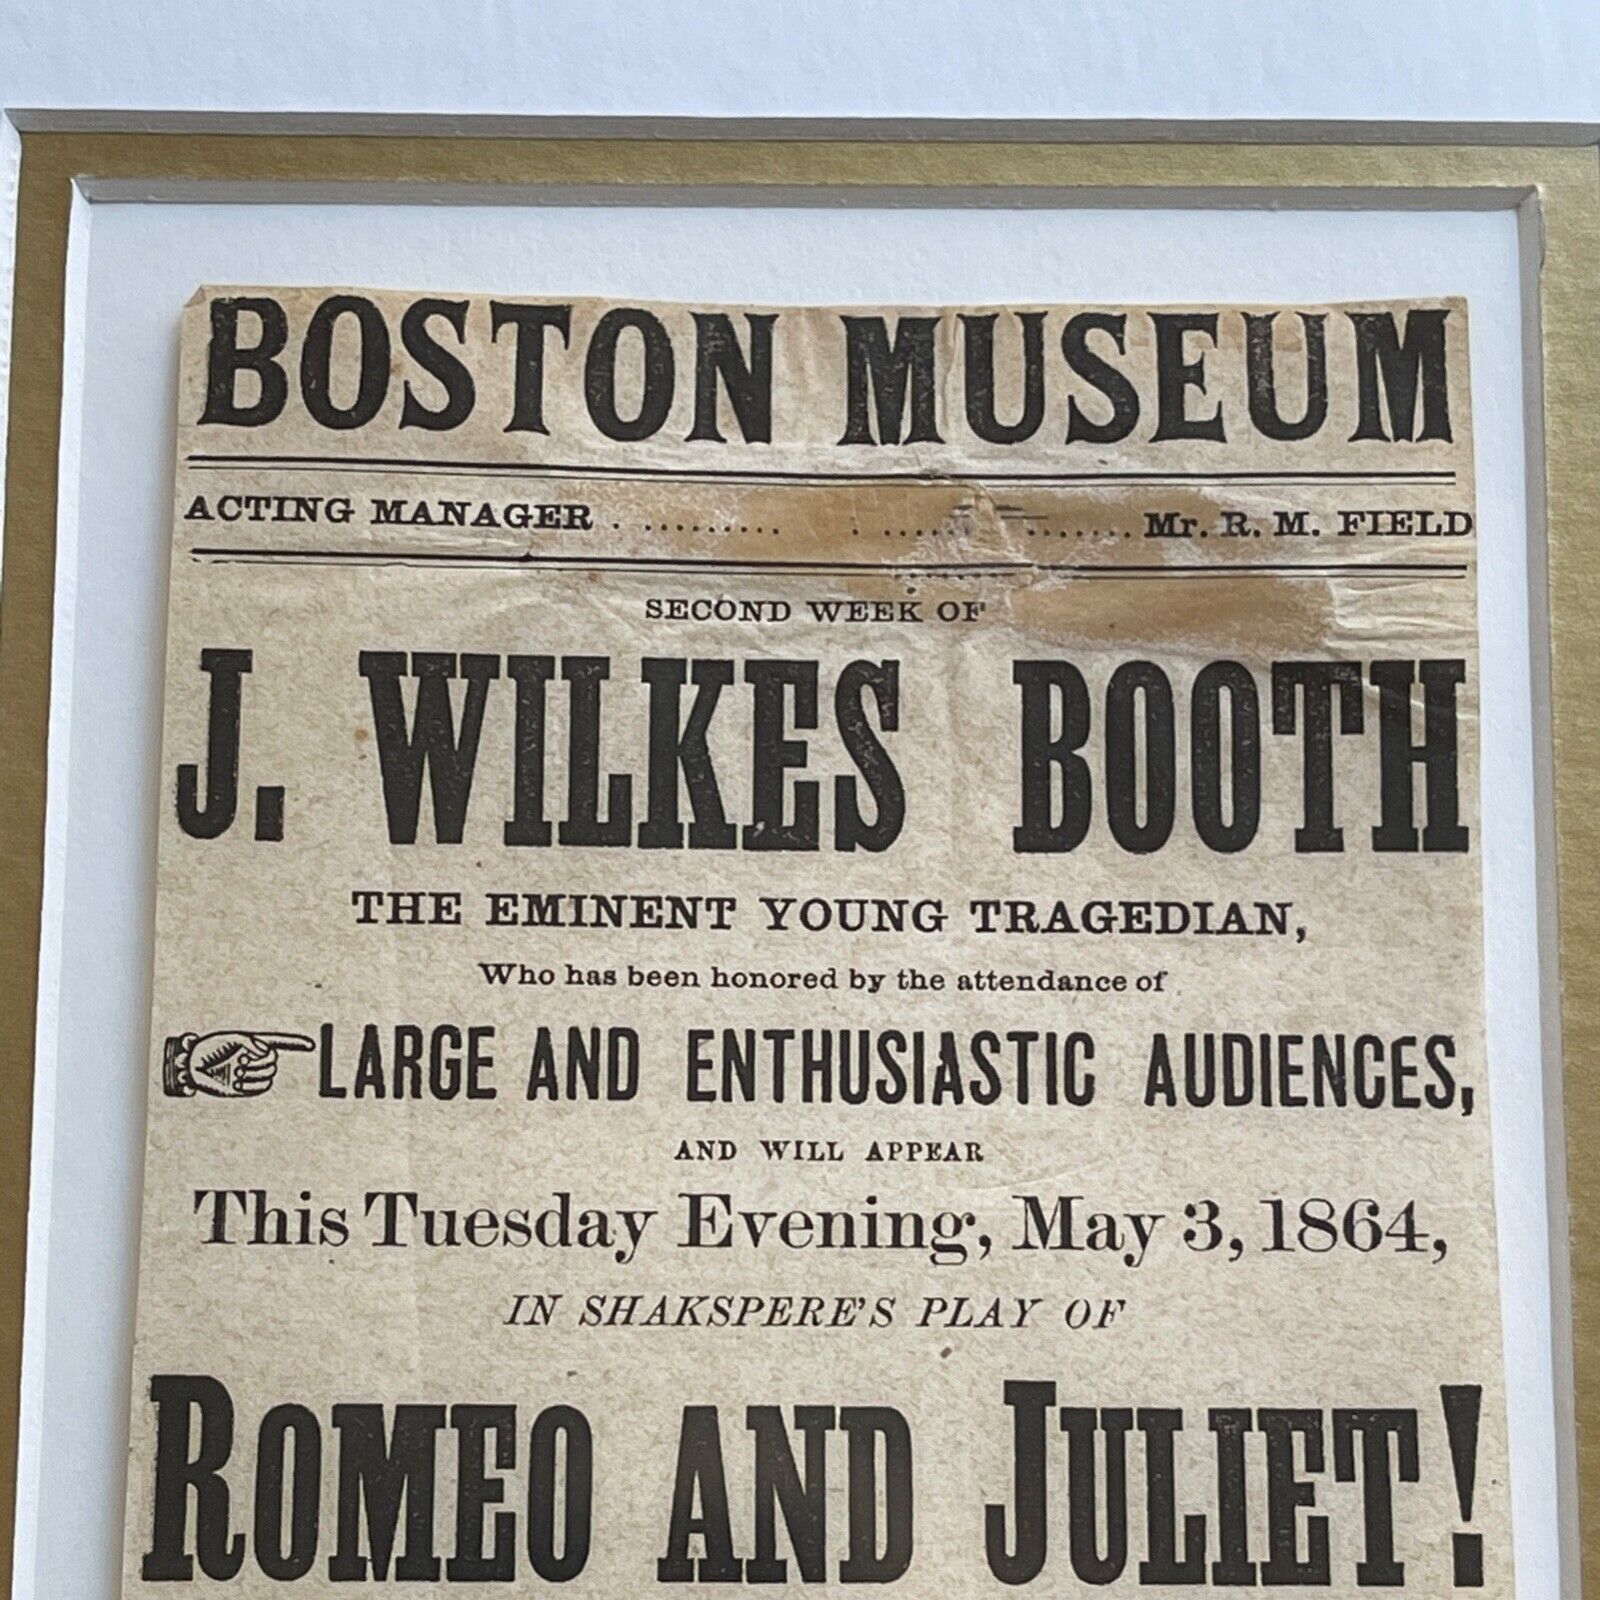 BOSTON MUSEUM
ACTING MANAGER . ......... . ...... ....... Mr. R. M. FIELD
SECOND WEEK OF
J. WILKES BOOTH
THE EMINENT YOUNG TRAGEDIAN,
Who has been honored by the attendance of
LARGE AND ENTHUSIASTIC AUDIENCES,
AND WILL APPEAR
This Tuesday Evening, May 3, 1864,
IN SHAKSPERE'S PLAY OF
ROMEO AND JULIET!